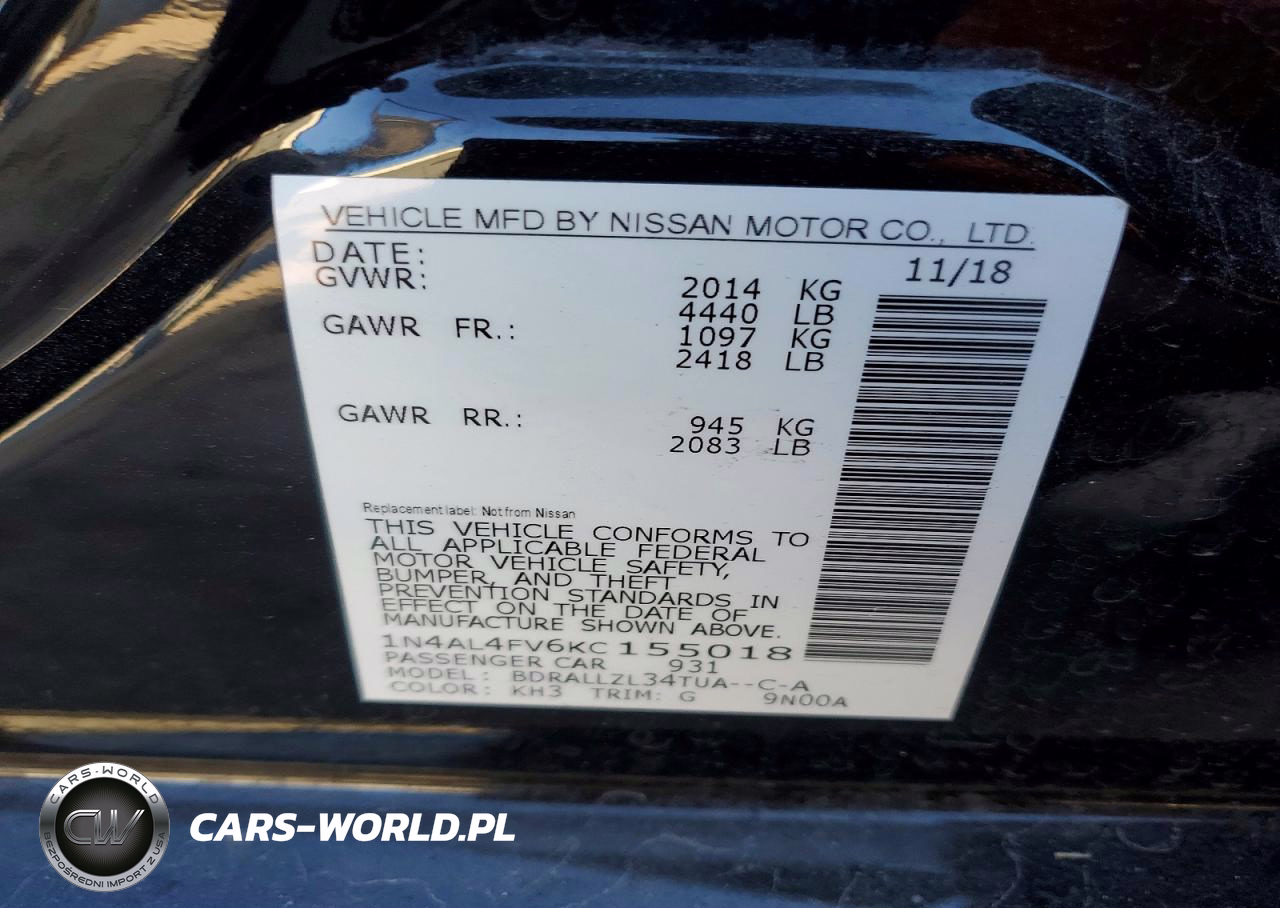 VEHICLE MFD BY NISSAN MOTOR CO., LTD.
DATE: 11/18
GVWR: 2014 KG
4440 LB
GAWR FR.: 1097 KG
2418 LB
GAWR RR.: 945 KG
2083 LB
Replacement label: Not from Nissan
THIS VEHICLE CONFORMS TO
ALL APPLICABLE FEDERAL
MOTOR VEHICLE SAFETY,
BUMPER, AND THEFT
PREVENTION STANDARDS IN
EFFECT ON THE DATE OF
MANUFACTURE SHOWN ABOVE.
1N4AL4FV6KC155018
PASSENGER CAR 931
MODEL: BDRALLZL34TUA--C-A
COLOR: KH3 TRIM: G 9N00A
CARS-WORLD
CW
BEZPOŚREDNI IMPORT Z USA
CARS-WORLD.PL